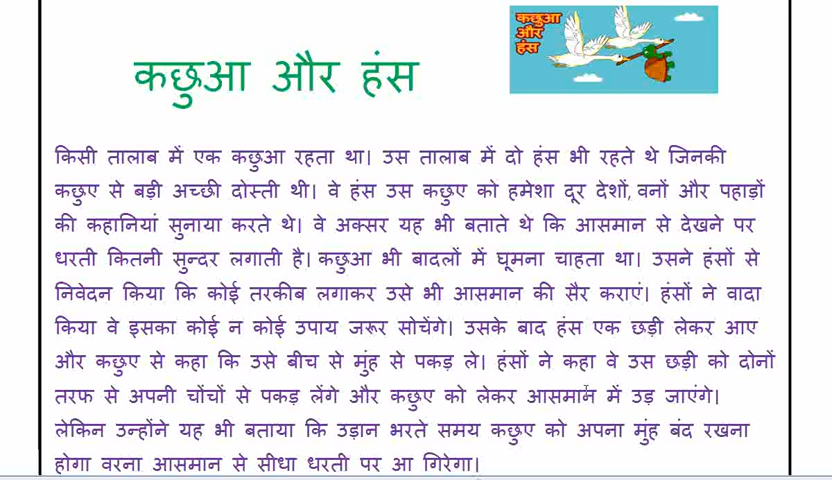 कछुआ और हंस
कछुआ
और
हंस
किसी तालाब में एक कछुआ रहता था। उस तालाब में दो हंस भी रहते थे जिनकी
कछुए से बड़ी अच्छी दोस्ती थी। वे हंस उस कछुए को हमेशा दूर देशों, वनों और पहाड़ों
की कहानियां सुनाया करते थे। वे अक्सर यह भी बताते थे कि आसमान से देखने पर
धरती कितनी सुन्दर लगाती है। कछुआ भी बादलों में घूमना चाहता था। उसने हंसों से
निवेदन किया कि कोई तरकीब लगाकर उसे भी आसमान की सैर कराएं। हंसों ने वादा
किया वे इसका कोई न कोई उपाय जरूर सोचेंगे। उसके बाद हंस एक छड़ी लेकर आए
और कछुए से कहा कि उसे बीच से मुंह से पकड़ ले। हंसों ने कहा वे उस छड़ी को दोनों
तरफ से अपनी चोंचों से पकड़ लेंगे और कछुए को लेकर आसमान में उड़ जाएंगे।
लेकिन उन्होंने यह भी बताया कि उड़ान भरते समय कछुए को अपना मुंह बंद रखना
होगा वरना आसमान से सीधा धरती पर आ गिरेगा।